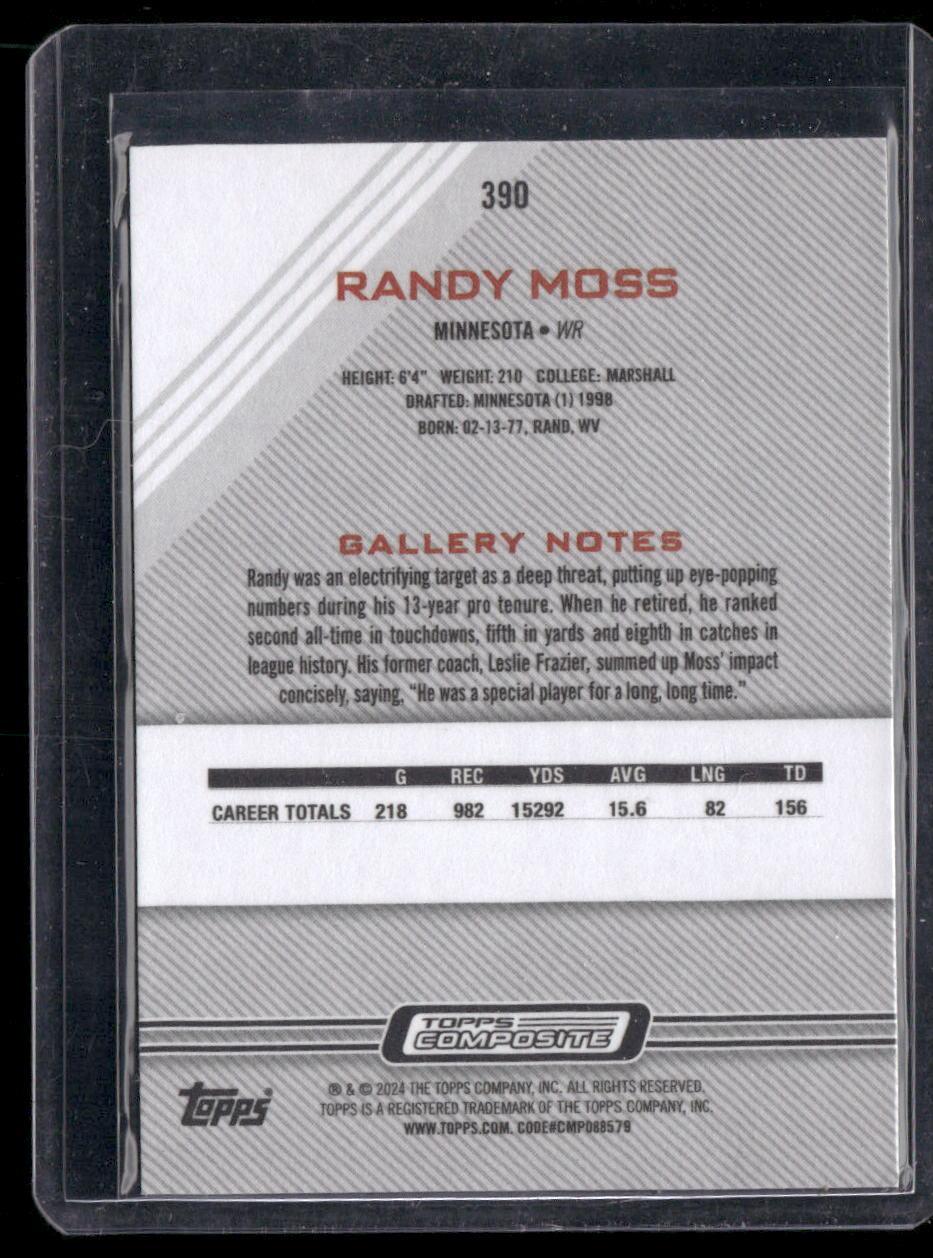 390
RANDY MOSS
MINNESOTA • WR
HEIGHT: 6'4" WEIGHT: 210 COLLEGE: MARSHALL
DRAFTED: MINNESOTA (1) 1998
BORN: 02-13-77, RAND, WV
GALLERY NOTES
Randy was an electrifying target as a deep threat, putting up eye-popping
numbers during his 13-year pro tenure. When he retired, he ranked
second all-time in touchdowns, fifth in yards and eighth in catches in
league history. His former coach, Leslie Frazier, summed up Moss' impact
concisely, saying, "He was a special player for a long, long time."
G REC YDS AVG LNG TD
CAREER TOTALS 218 982 15292 15.6 82 156
TOPPS
COMPOSITE
topps®
® & © 2024 THE TOPPS COMPANY, INC. ALL RIGHTS RESERVED.
TOPPS IS A REGISTERED TRADEMARK OF THE TOPPS COMPANY, INC.
WWW.TOPPS.COM. CODE#CMP088579